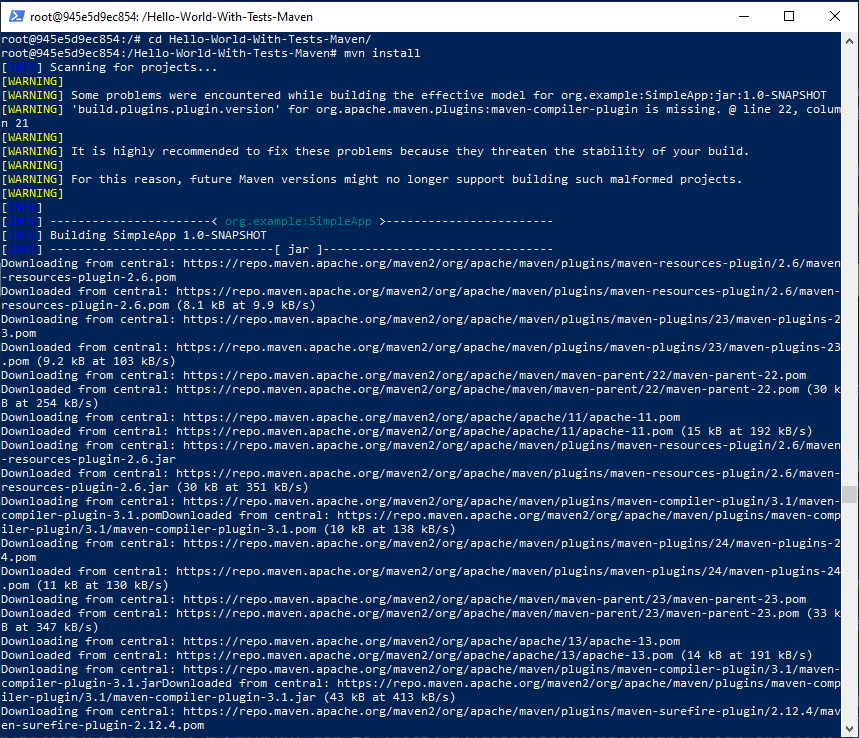 root@945e5d9ec854: /Hello-World-With-Tests-Maven
root@945e5d9ec854:/# cd Hello-World-With-Tests-Maven/
root@945e5d9ec854:/Hello-World-With-Tests-Maven# mvn install
[INFO] Scanning for projects...
[WARNING]
[WARNING] Some problems were encountered while building the effective model for org.example:SimpleApp:jar:1.0-SNAPSHOT
[WARNING] 'build.plugins.plugin.version' for org.apache.maven.plugins:maven-compiler-plugin is missing. @ line 22, colum
n 21
[WARNING]
[WARNING] It is highly recommended to fix these problems because they threaten the stability of your build.
[WARNING]
[WARNING] For this reason, future Maven versions might no longer support building such malformed projects.
[WARNING]
[INFO]
[INFO] -----------------------< org.example:SimpleApp >------------------------
[INFO] Building SimpleApp 1.0-SNAPSHOT
[INFO] --------------------------------[ jar ]---------------------------------
Downloading from central: https://repo.maven.apache.org/maven2/org/apache/maven/plugins/maven-resources-plugin/2.6/maven
-resources-plugin-2.6.pom
Downloaded from central: https://repo.maven.apache.org/maven2/org/apache/maven/plugins/maven-resources-plugin/2.6/maven-
resources-plugin-2.6.pom (8.1 kB at 9.9 kB/s)
Downloading from central: https://repo.maven.apache.org/maven2/org/apache/maven/plugins/maven-plugins/23/maven-plugins-2
3.pom
Downloaded from central: https://repo.maven.apache.org/maven2/org/apache/maven/plugins/maven-plugins/23/maven-plugins-23
.pom (9.2 kB at 103 kB/s)
Downloading from central: https://repo.maven.apache.org/maven2/org/apache/maven/maven-parent/22/maven-parent-22.pom
Downloaded from central: https://repo.maven.apache.org/maven2/org/apache/maven/maven-parent/22/maven-parent-22.pom (30 k
B at 254 kB/s)
Downloading from central: https://repo.maven.apache.org/maven2/org/apache/apache/11/apache-11.pom
Downloaded from central: https://repo.maven.apache.org/maven2/org/apache/apache/11/apache-11.pom (15 kB at 192 kB/s)
Downloading from central: https://repo.maven.apache.org/maven2/org/apache/maven/plugins/maven-resources-plugin/2.6/maven
-resources-plugin-2.6.jar
Downloaded from central: https://repo.maven.apache.org/maven2/org/apache/maven/plugins/maven-resources-plugin/2.6/maven-
resources-plugin-2.6.jar (30 kB at 351 kB/s)
Downloading from central: https://repo.maven.apache.org/maven2/org/apache/maven/plugins/maven-compiler-plugin/3.1/maven-
compiler-plugin-3.1.pomDownloaded from central: https://repo.maven.apache.org/maven2/org/apache/maven/plugins/maven-comp
iler-plugin/3.1/maven-compiler-plugin-3.1.pom (10 kB at 138 kB/s)
Downloading from central: https://repo.maven.apache.org/maven2/org/apache/maven/plugins/maven-plugins/24/maven-plugins-2
4.pom
Downloaded from central: https://repo.maven.apache.org/maven2/org/apache/maven/plugins/maven-plugins/24/maven-plugins-24
.pom (11 kB at 130 kB/s)
Downloading from central: https://repo.maven.apache.org/maven2/org/apache/maven/maven-parent/23/maven-parent-23.pom
Downloaded from central: https://repo.maven.apache.org/maven2/org/apache/maven/maven-parent/23/maven-parent-23.pom (33 k
B at 347 kB/s)
Downloading from central: https://repo.maven.apache.org/maven2/org/apache/apache/13/apache-13.pom
Downloaded from central: https://repo.maven.apache.org/maven2/org/apache/apache/13/apache-13.pom (14 kB at 191 kB/s)
Downloading from central: https://repo.maven.apache.org/maven2/org/apache/maven/plugins/maven-compiler-plugin/3.1/maven-
compiler-plugin-3.1.jarDownloaded from central: https://repo.maven.apache.org/maven2/org/apache/maven/plugins/maven-comp
iler-plugin/3.1/maven-compiler-plugin-3.1.jar (43 kB at 413 kB/s)
Downloading from central: https://repo.maven.apache.org/maven2/org/apache/maven/plugins/maven-surefire-plugin/2.12.4/mav
en-surefire-plugin-2.12.4.pom